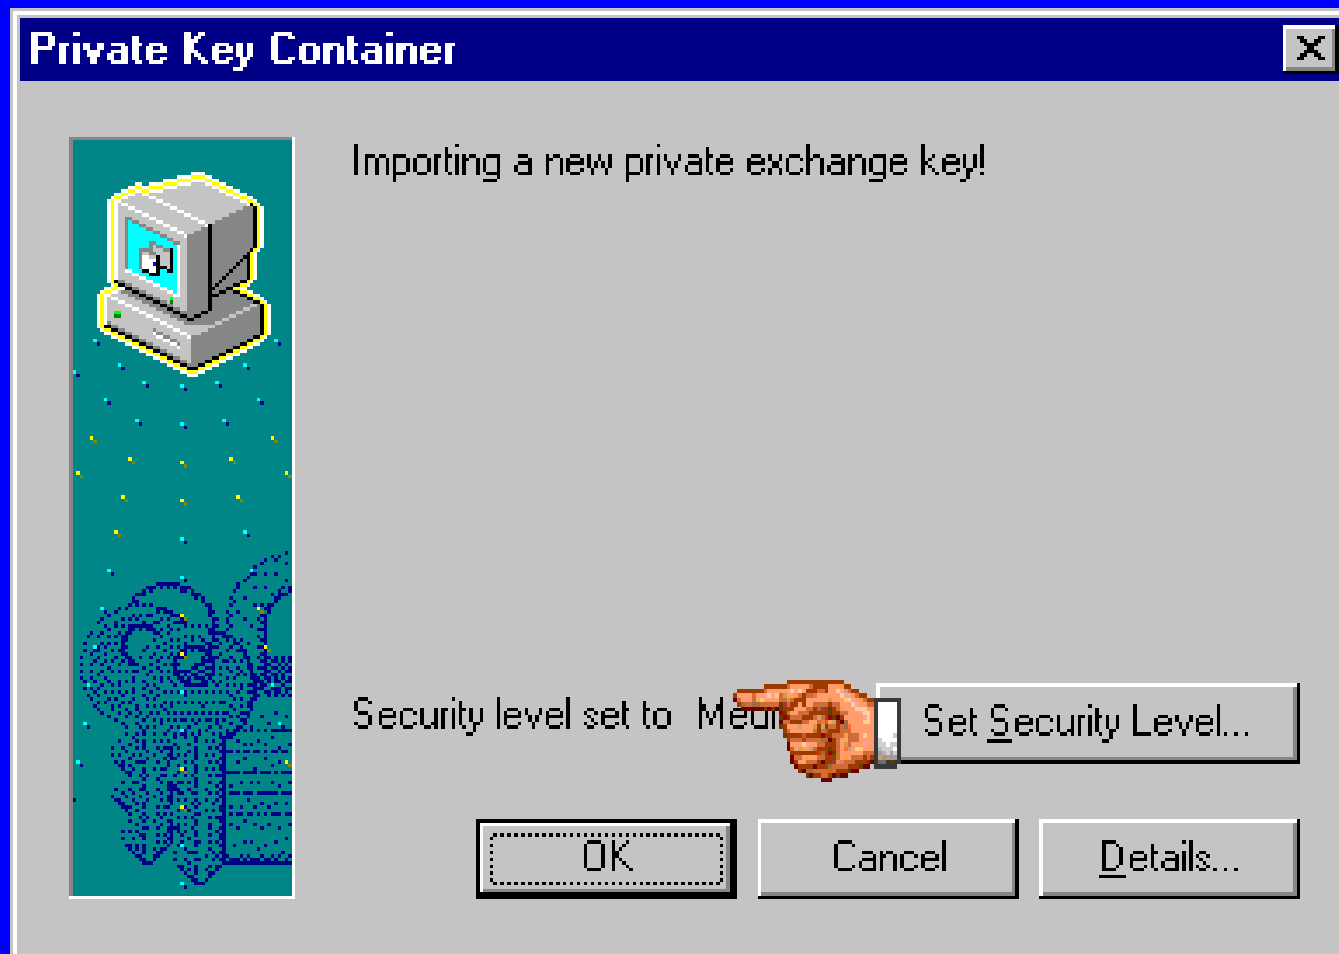 Private Key Container
Importing a new private exchange key!
Security level set to
Set Security Level...
OK
Cancel
Details...